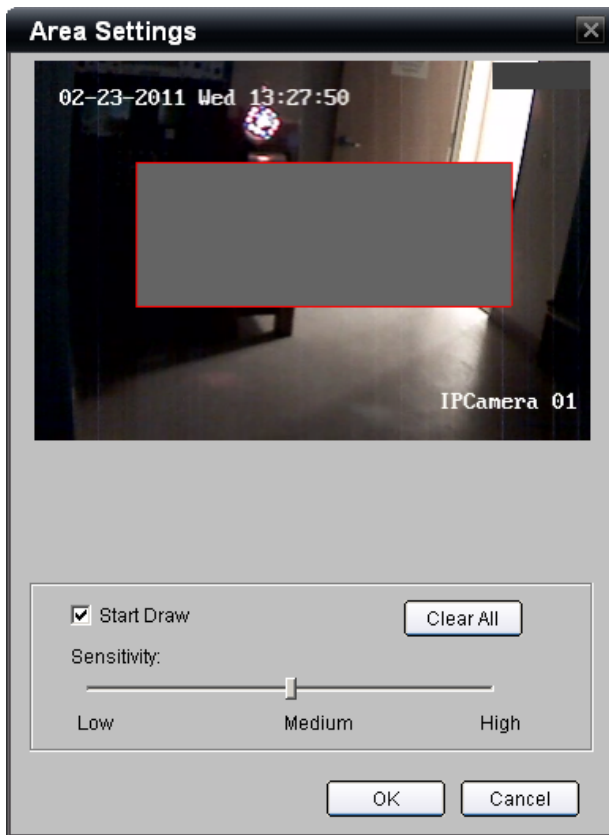 Area Settings
02-23-2011 Wed 13:27:50
IPCamera 01
Start Draw
Clear All
Sensitivity:
Low Medium High
OK Cancel